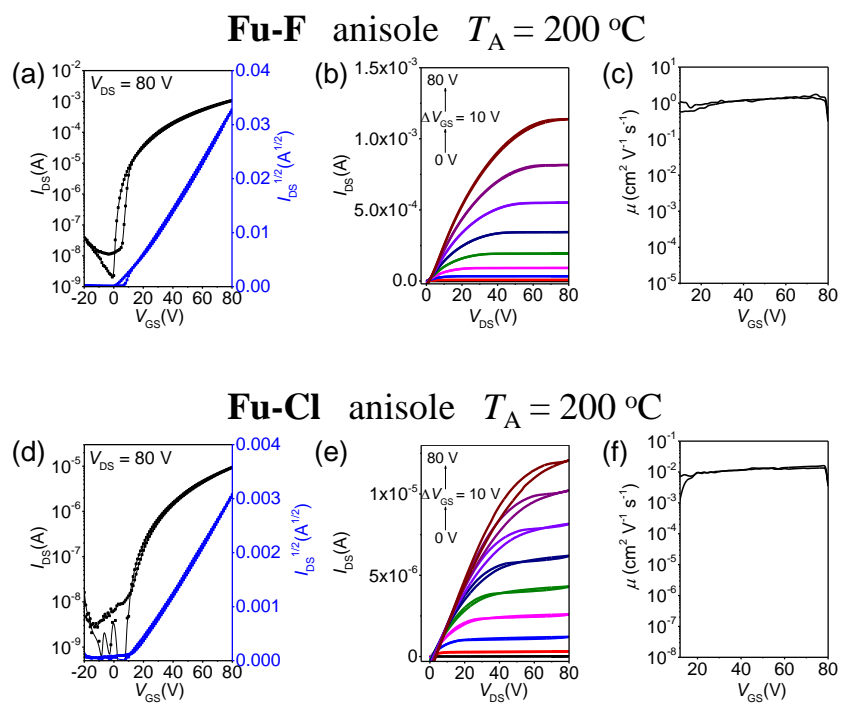 Fu-F anisole T_A = 200 °C
(a)
V_DS = 80 V
10^-2
10^-3
10^-4
10^-5
10^-6
10^-7
10^-8
10^-9
I_DS(A)
0.04
0.03
0.02
0.01
0.00
I_DS^1/2(A^1/2)
-20 0 20 40 60 80
V_GS(V)
(b)
80 V
ΔV_GS = 10 V
0 V
1.5x10^-3
1.0x10^-3
5.0x10^-4
0.0
I_DS(A)
0 20 40 60 80
V_DS(V)
(c)
10^1
10^0
10^-1
10^-2
10^-3
10^-4
10^-5
μ (cm^2 V^-1 s^-1)
20 40 60 80
V_GS(V)
Fu-Cl anisole T_A = 200 °C
(d)
V_DS = 80 V
10^-5
10^-6
10^-7
10^-8
10^-9
I_DS(A)
0.004
0.003
0.002
0.001
0.000
I_DS^1/2(A^1/2)
-20 0 20 40 60 80
V_GS(V)
(e)
80 V
ΔV_GS = 10 V
0 V
1x10^-5
5x10^-6
0
I_DS(A)
0 20 40 60 80
V_DS(V)
(f)
10^-1
10^-2
10^-3
10^-4
10^-5
10^-6
10^-7
10^-8
μ (cm^2 V^-1 s^-1)
20 40 60 80
V_GS(V)